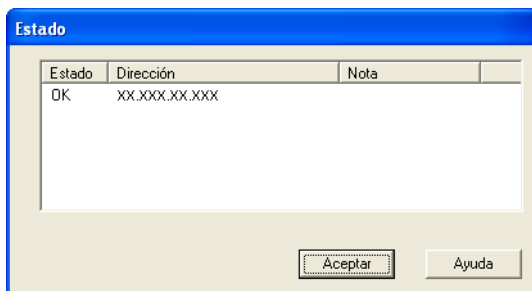 Estado
Estado Dirección Nota
OK XX.XXX.XX.XXX
Aceptar Ayuda